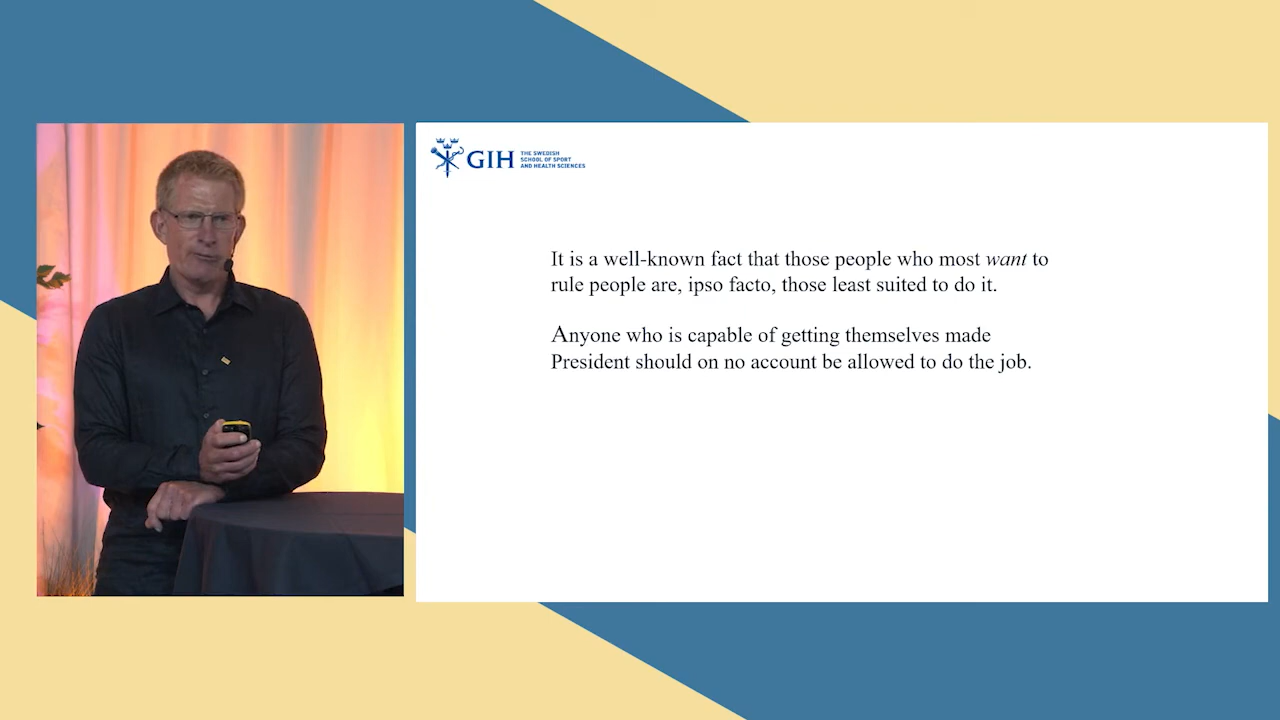 GIH
THE SWEDISH
SCHOOL OF SPORT
AND HEALTH SCIENCES
It is a well-known fact that those people who most want to
rule people are, ipso facto, those least suited to do it.
Anyone who is capable of getting themselves made
President should on no account be allowed to do the job.